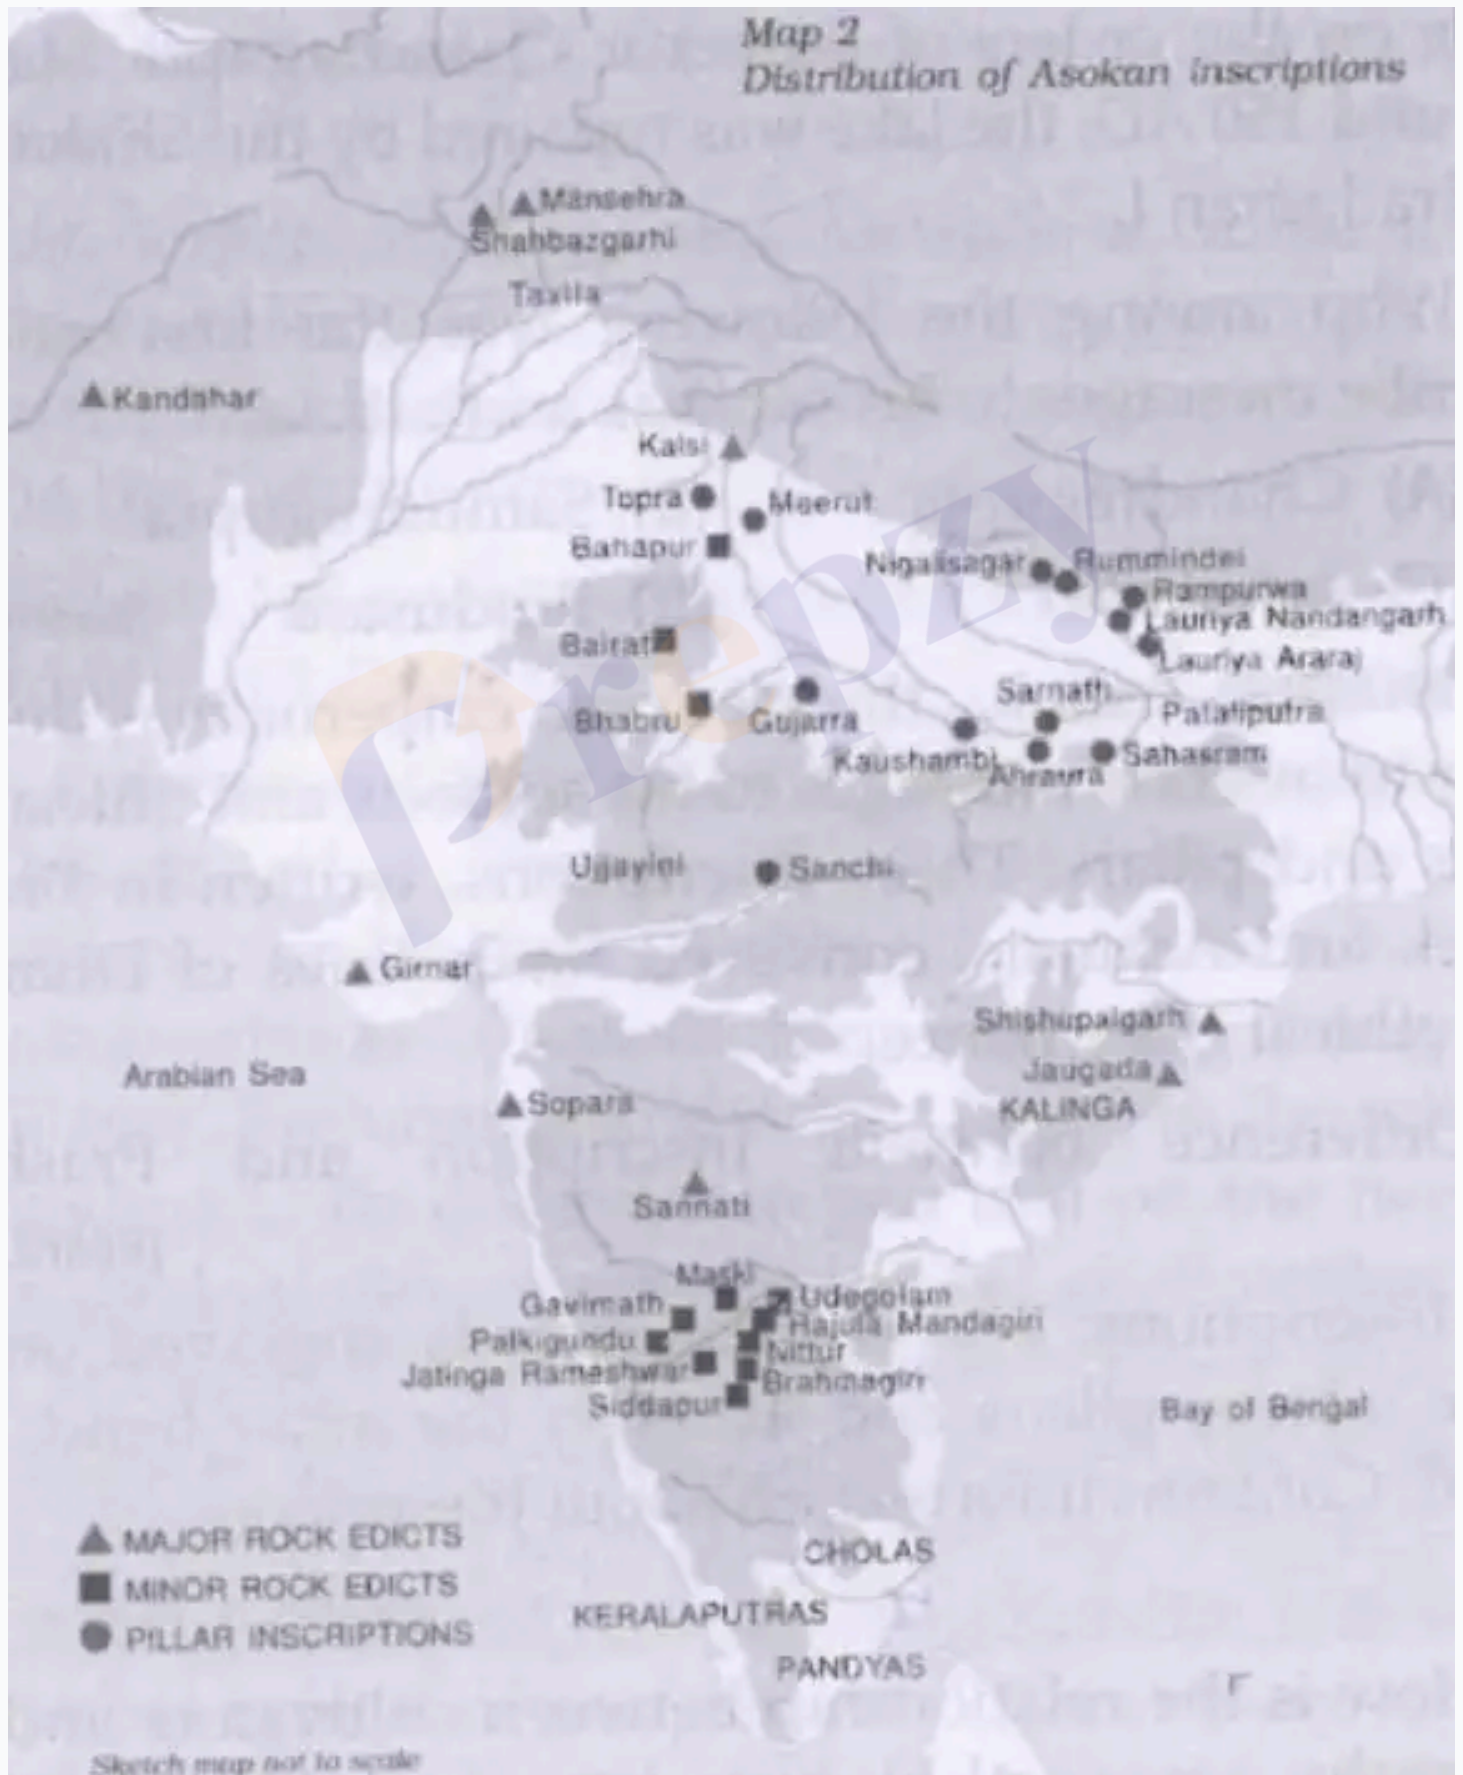 Map 2
Distribution of Asokan inscriptions
Mansehra
Shahbazgarhi
Taxila
Kandahar
Kalsi
Topra
Meerut
Bahapur
Nigalisagar
Rummindei
Rampurwa
Lauriya Nandangarh
Bairat
Lauriya Araraj
Sarnath
Bhabru
Gujarra
Pataliputra
Kaushambi
Ahraura
Sahasram
Ujjayini
Sanchi
Girnar
Shishupalgarh
Arabian Sea
Jaugada
Sopara
KALINGA
Sannati
Maski
Gavimath
Udegolam
Rajula Mandagiri
Palkigundu
Nittur
Jatinga Rameshwar
Brahmagiri
Siddapur
Bay of Bengal
MAJOR ROCK EDICTS
MINOR ROCK EDICTS
PILLAR INSCRIPTIONS
CHOLAS
KERALAPUTRAS
PANDYAS
Sketch map not to scale
Prepzy